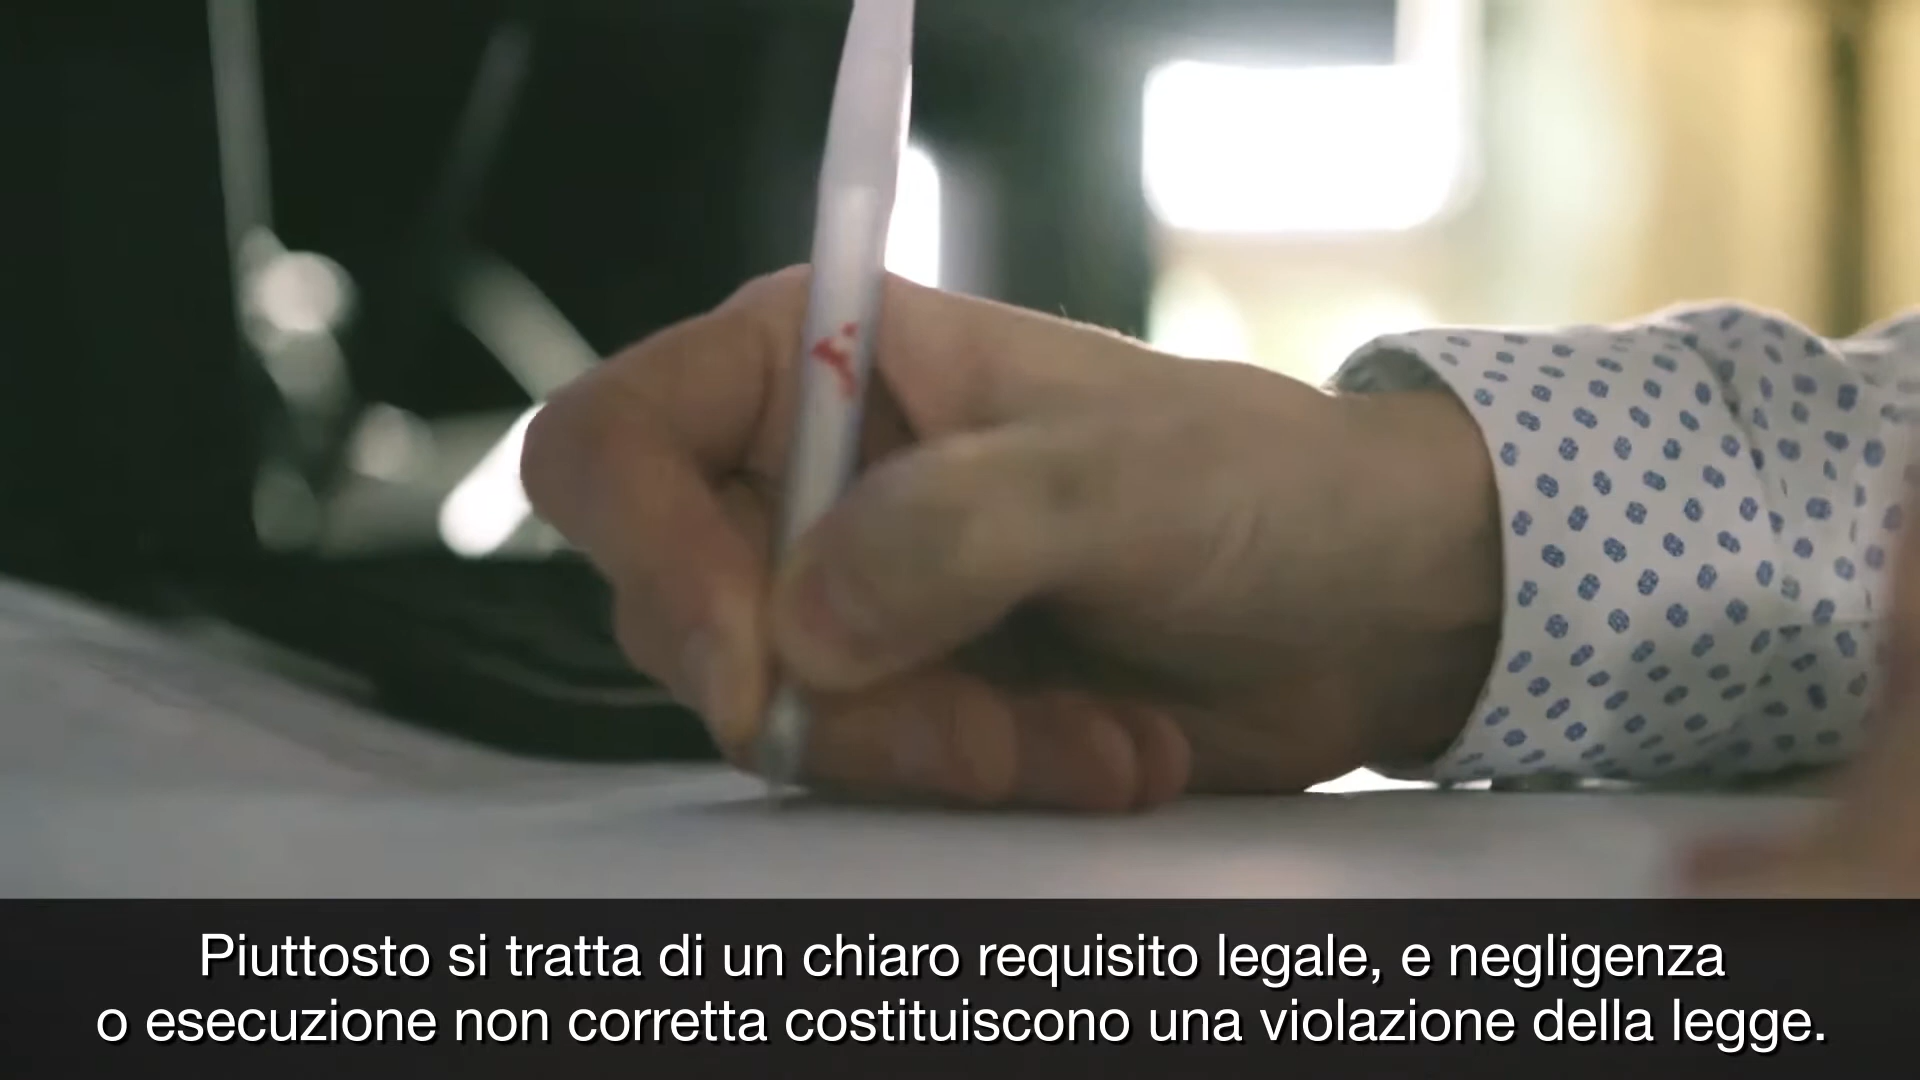 Piuttosto si tratta di un chiaro requisito legale, e negligenza
o esecuzione non corretta costituiscono una violazione della legge.